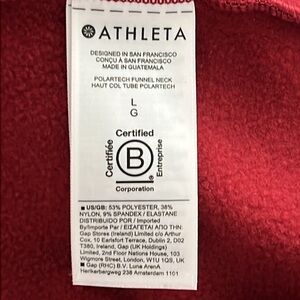 ATHLETA
DESIGNED IN SAN FRANCISCO
CONÇU À SAN FRANCISCO
MADE IN GUATEMALA
POLARTECH FUNNEL NECK
HAUT COL TUBE POLARTECH
L
G
Certified
Certifiée
B
Entreprise
Corporation
■ US/GB: 53% POLYESTER, 38%
NYLON, 9% SPANDEX / ELASTANE
DISTRIBUIDO POR / Imported
By/Importe Par / ΕΙΣΑΓΕΤΑΙ ΑΠΟ ΤΗΝ:
Gap Stores (Ireland) Limited c/o Arthur
Cox, 10 Earlsfort Terrace, Dublin 2, D02
T380, Ireland, Gap (UK Holdings)
Limited, 2nd Floor Nations House, 103
Wigmore Street, London, W1U 1QS, UK
■ Gap (RHC) B.V. Luna ArenA
Herikerbergweg 238 Amsterdam 1101